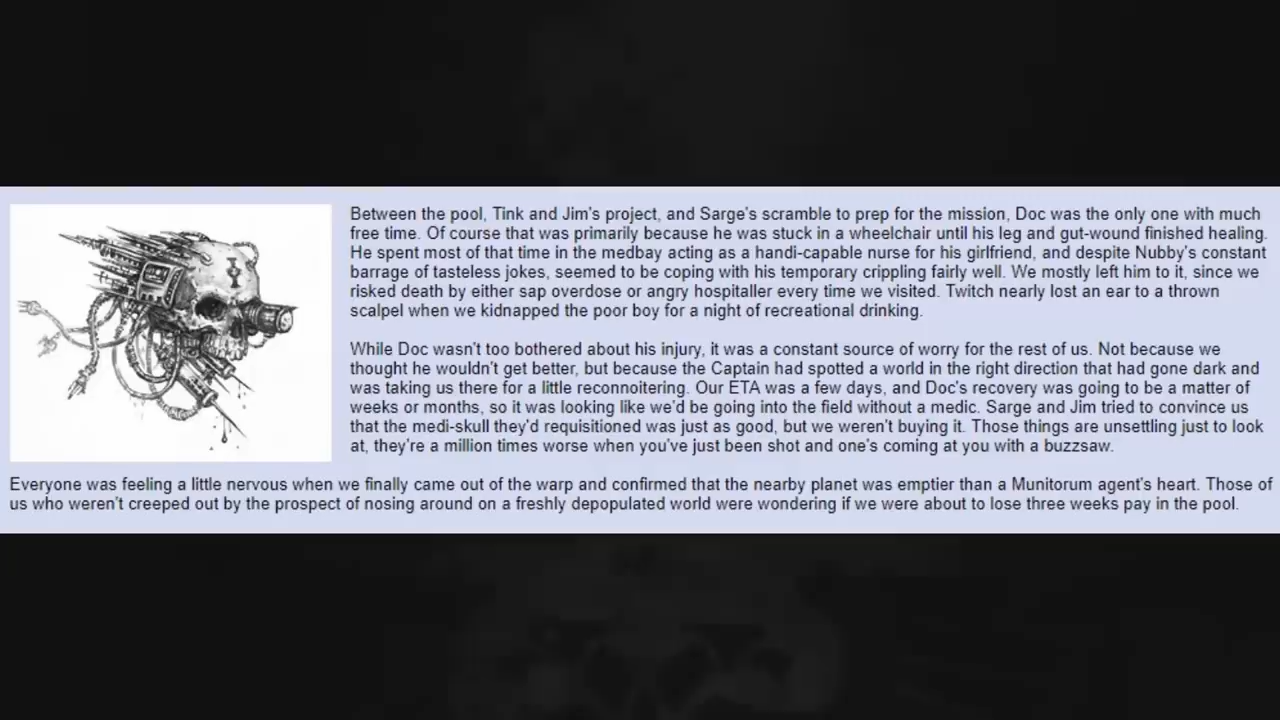 Between the pool, Tink and Jim's project, and Sarge's scramble to prep for the mission, Doc was the only one with much
free time. Of course that was primarily because he was stuck in a wheelchair until his leg and gut-wound finished healing.
He spent most of that time in the medbay acting as a handi-capable nurse for his girlfriend, and despite Nubby's constant
barrage of tasteless jokes, seemed to be coping with his temporary crippling fairly well. We mostly left him to it, since we
risked death by either sap overdose or angry hospitaller every time we visited. Twitch nearly lost an ear to a thrown
scalpel when we kidnapped the poor boy for a night of recreational drinking.
While Doc wasn't too bothered about his injury, it was a constant source of worry for the rest of us. Not because we
thought he wouldn't get better, but because the Captain had spotted a world in the right direction that had gone dark and
was taking us there for a little reconnoitering. Our ETA was a few days, and Doc's recovery was going to be a matter of
weeks or months, so it was looking like we'd be going into the field without a medic. Sarge and Jim tried to convince us
that the medi-skull they'd requisitioned was just as good, but we weren't buying it. Those things are unsettling just to look
at, they're a million times worse when you've just been shot and one's coming at you with a buzzsaw.
Everyone was feeling a little nervous when we finally came out of the warp and confirmed that the nearby planet was emptier than a Munitorum agent's heart. Those of
us who weren't creeped out by the prospect of nosing around on a freshly depopulated world were wondering if we were about to lose three weeks pay in the pool.